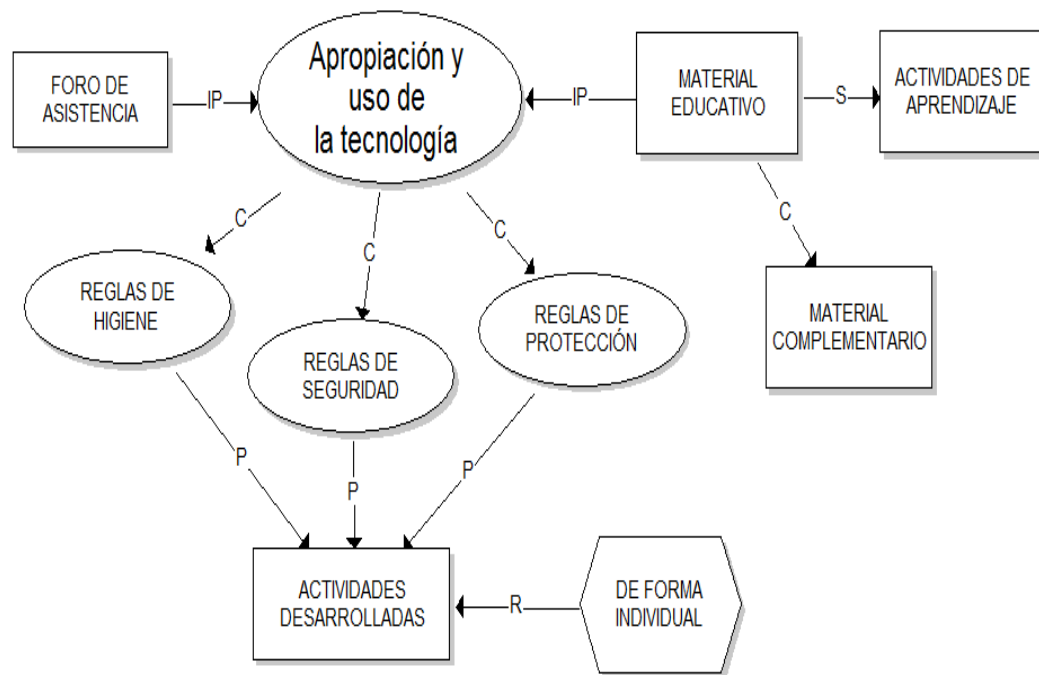 FORO DE
ASISTENCIA
IP
Apropiación y
uso de
la tecnología
IP
MATERIAL
EDUCATIVO
S
ACTIVIDADES DE
APRENDIZAJE
C
C
C
C
REGLAS DE
HIGIENE
REGLAS DE
SEGURIDAD
REGLAS DE
PROTECCIÓN
MATERIAL
COMPLEMENTARIO
P
P
P
ACTIVIDADES
DESARROLLADAS
R
DE FORMA
INDIVIDUAL